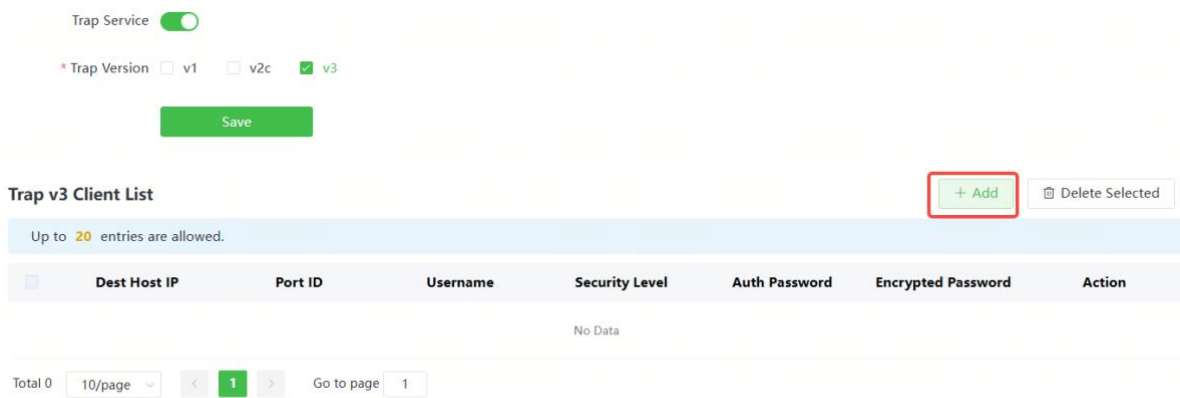 Trap Service
* Trap Version v1 v2c v3
Save
Trap v3 Client List + Add Delete Selected
Up to 20 entries are allowed.
Dest Host IP Port ID Username Security Level Auth Password Encrypted Password Action
No Data
Total 0 10/page < 1 > Go to page 1